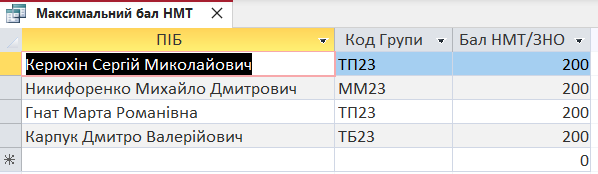 Максимальний бал НМТ
ПІБ Код Групи Бал НМТ/ЗНО
Керюхін Сергій Миколайович ТП23 200
Никифоренко Михайло Дмитрович ММ23 200
Гнат Марта Романівна ТП23 200
Карпук Дмитро Валерійович ТБ23 200
0